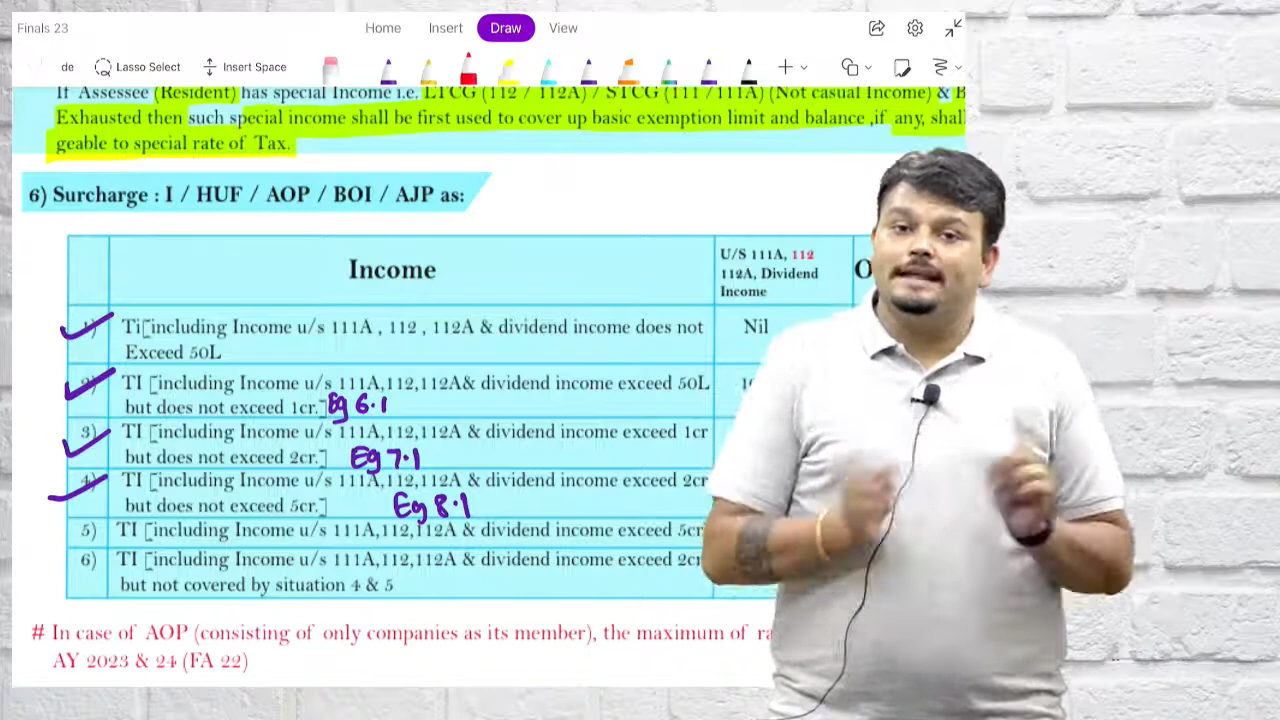 Finals 23
Home Insert Draw View
de Lasso Select Insert Space
If Assessee (Resident) has special Income i.e. LTCG (112 / 112A) / STCG (111 /111A) (Not casual Income) & B
Exhausted then such special income shall be first used to cover up basic exemption limit and balance ,if any, shal
geable to special rate of Tax.
6) Surcharge : I / HUF / AOP / BOI / AJP as:
Income
U/S 111A, 112
112A, Dividend
Income
O
1) Ti[including Income u/s 111A , 112 , 112A & dividend income does not
Exceed 50L
Nil
2) TI [including Income u/s 111A,112,112A& dividend income exceed 50L
but does not exceed 1cr.] Eg 6.1
3) TI [including Income u/s 111A,112,112A & dividend income exceed 1cr
but does not exceed 2cr.] Eg 7.1
4) TI [including Income u/s 111A,112,112A & dividend income exceed 2cr
but does not exceed 5cr.] Eg 8.1
5) TI [including Income u/s 111A,112,112A & dividend income exceed 5cr
6) TI [including Income u/s 111A,112,112A & dividend income exceed 2cr
but not covered by situation 4 & 5
# In case of AOP (consisting of only companies as its member), the maximum of ra
AY 2023 & 24 (FA 22)